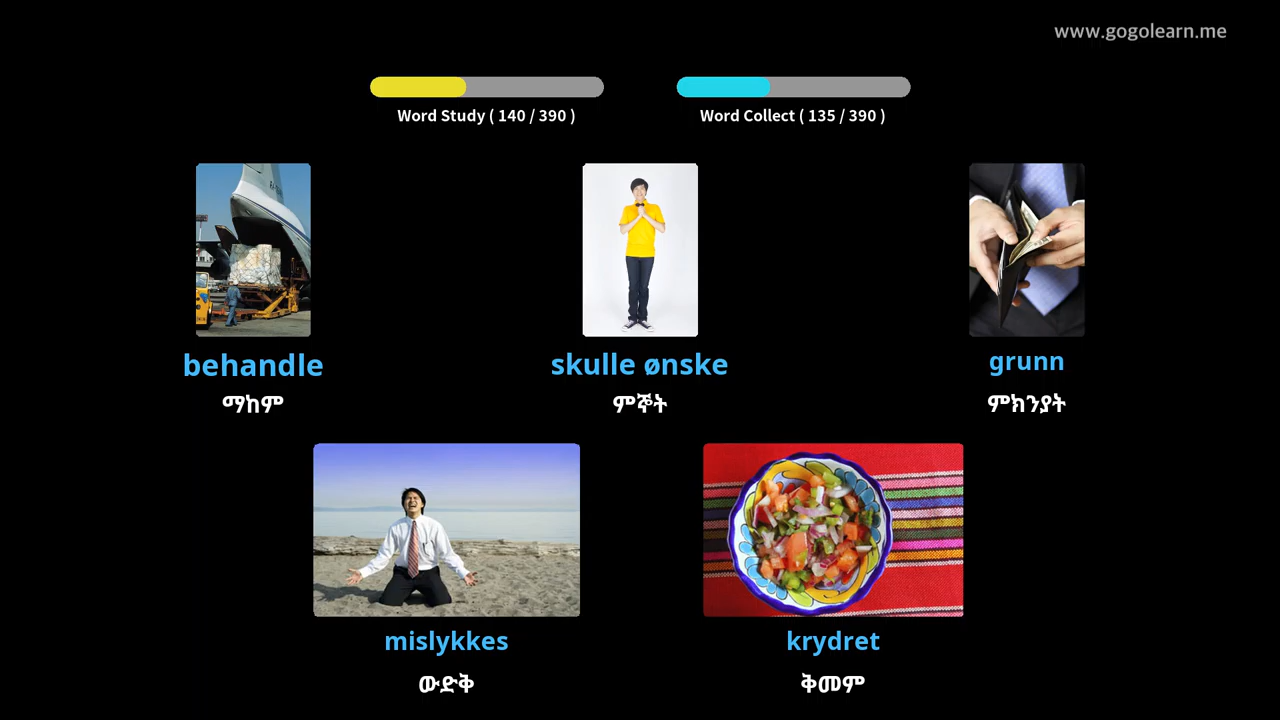 www.gogolearn.me
Word Study ( 140 / 390 )
Word Collect ( 135 / 390 )
behandle
ማከም
skulle ønske
ምኞት
grunn
ምክንያት
mislykkes
ውድቅ
krydret
ቅመም